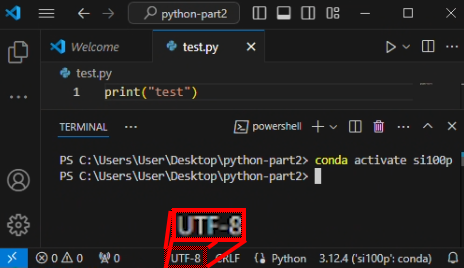 python-part2
Welcome
test.py
test.py
1 print("test")
TERMINAL
powershell
PS C:\Users\User\Desktop\python-part2> conda activate si100p
PS C:\Users\User\Desktop\python-part2>
UTF-8
0 0 0 UTF-8 CRLF Python 3.12.4 ('si100p': conda)